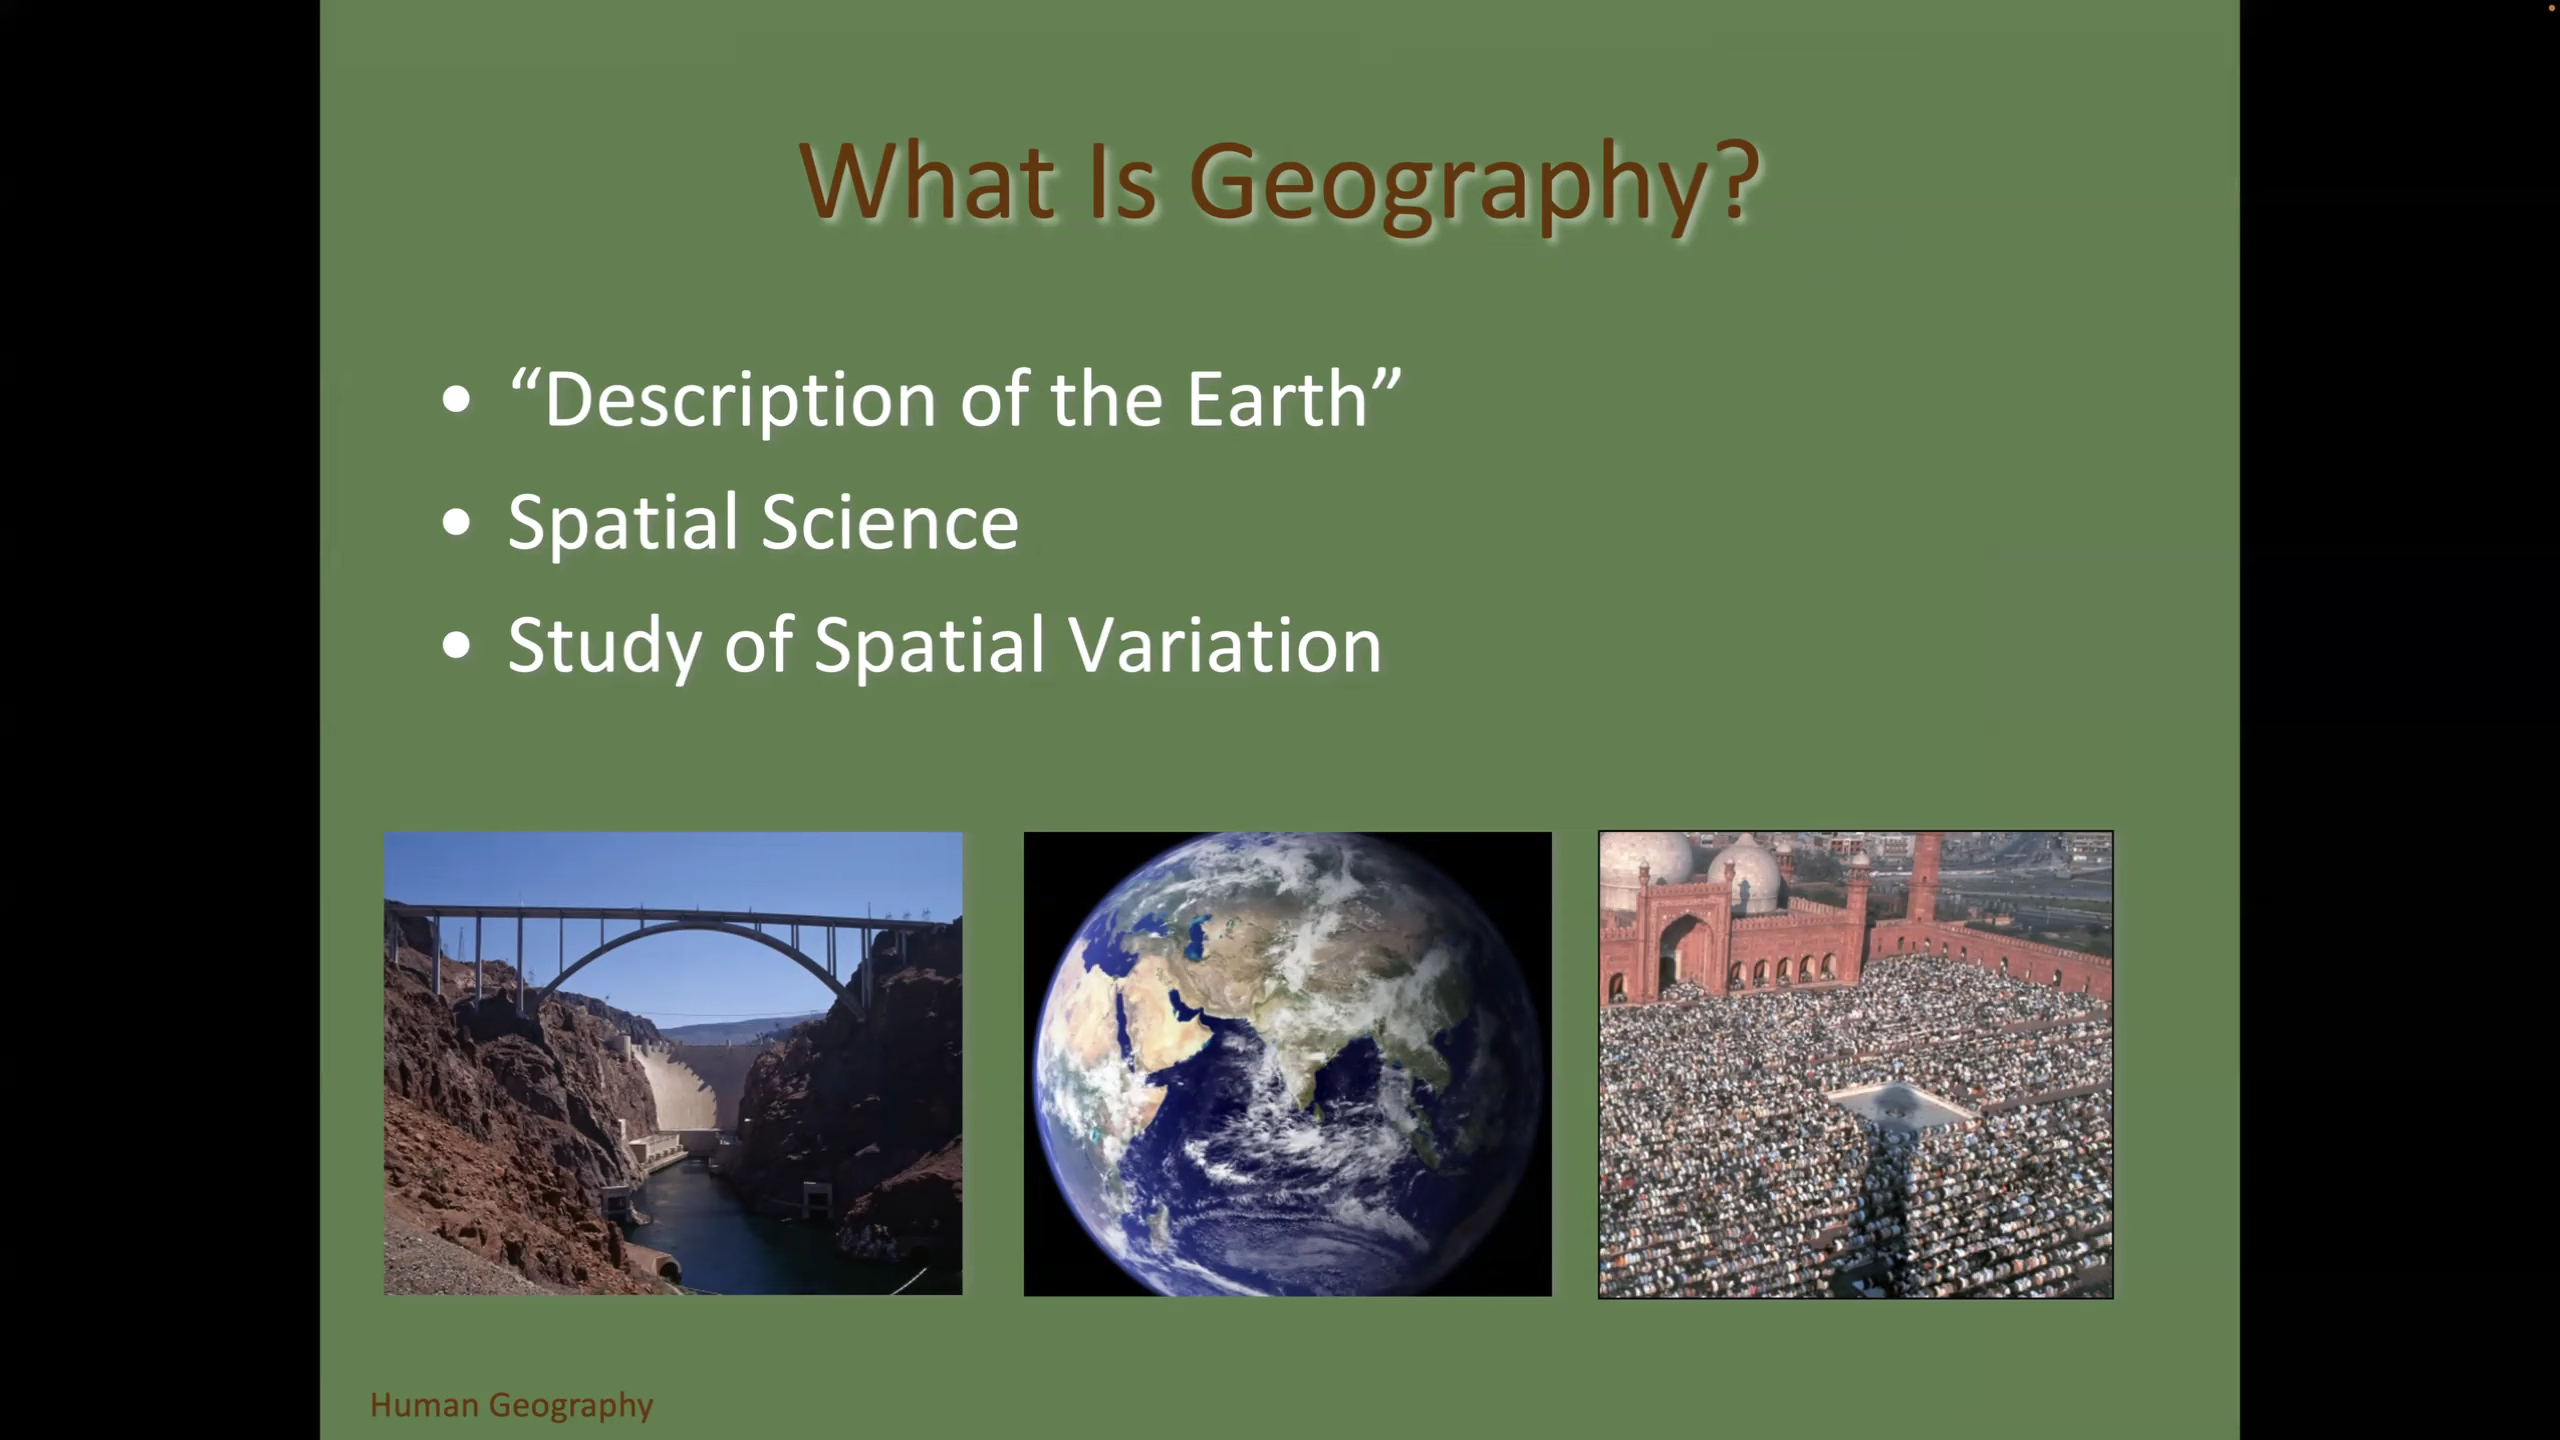 What Is Geography?
• “Description of the Earth”
• Spatial Science
• Study of Spatial Variation
Human Geography